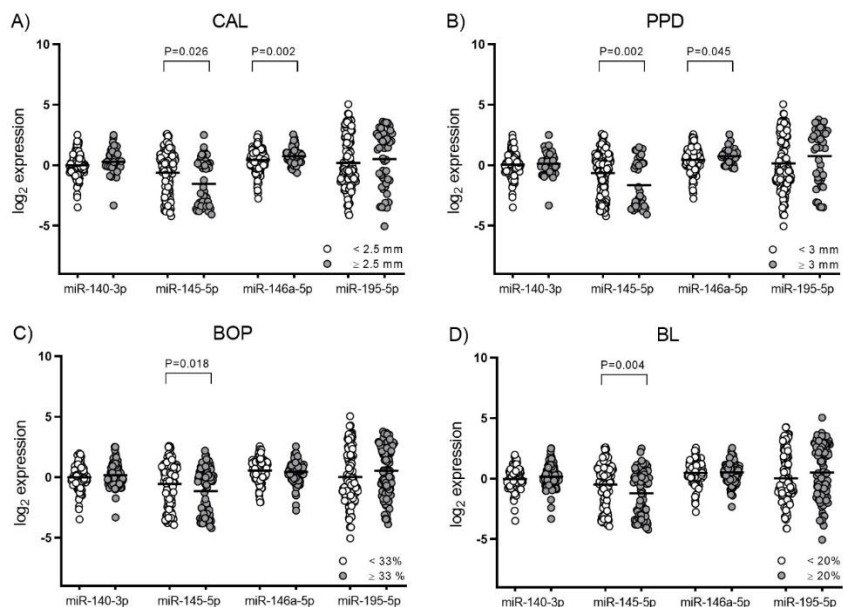 A)
CAL
P=0.026
P=0.002
10
5
0
-5
log2 expression
< 2.5 mm
≥ 2.5 mm
miR-140-3p miR-145-5p miR-146a-5p miR-195-5p
B)
PPD
P=0.002
P=0.045
10
5
0
-5
log2 expression
< 3 mm
≥ 3 mm
miR-140-3p miR-145-5p miR-146a-5p miR-195-5p
C)
BOP
P=0.018
10
5
0
-5
log2 expression
< 33%
≥ 33 %
miR-140-3p miR-145-5p miR-146a-5p miR-195-5p
D)
BL
P=0.004
10
5
0
-5
log2 expression
<20%
≥ 20%
miR-140-3p miR-145-5p miR-146a-5p miR-195-5p